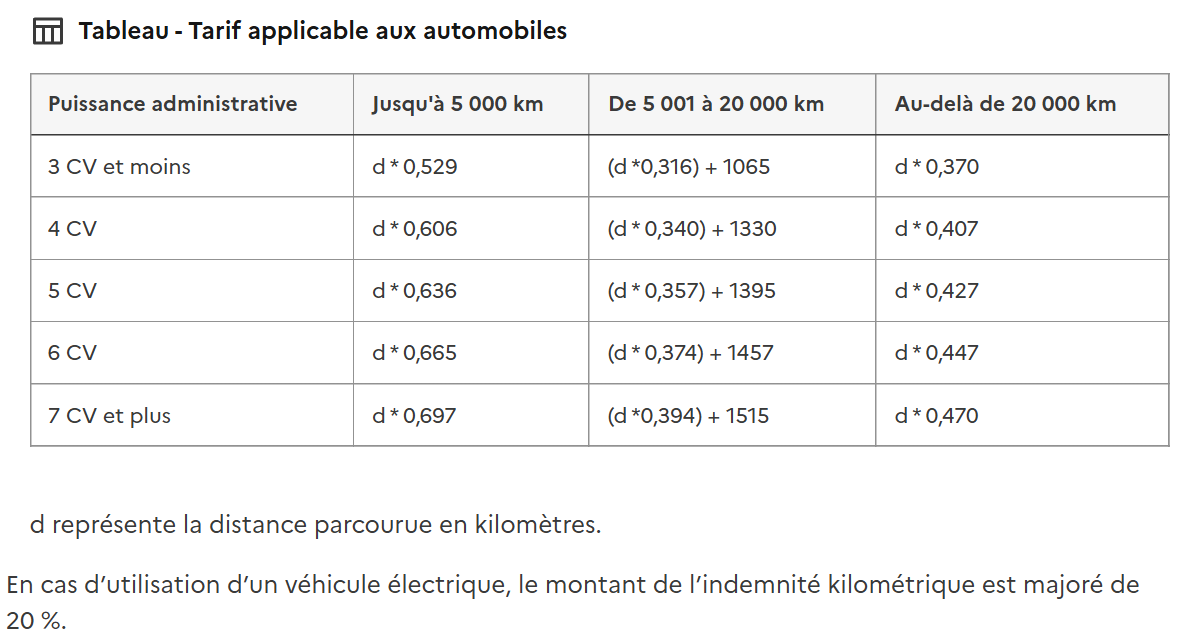 Tableau - Tarif applicable aux automobiles
Puissance administrative Jusqu'à 5 000 km De 5 001 à 20 000 km Au-delà de 20 000 km
3 CV et moins d * 0,529 (d *0,316) + 1065 d * 0,370
4 CV d * 0,606 (d * 0,340) + 1330 d * 0,407
5 CV d * 0,636 (d * 0,357) + 1395 d * 0,427
6 CV d * 0,665 (d * 0,374) + 1457 d * 0,447
7 CV et plus d * 0,697 (d *0,394) + 1515 d * 0,470
d représente la distance parcourue en kilomètres.
En cas d’utilisation d’un véhicule électrique, le montant de l’indemnité kilométrique est majoré de
20 %.